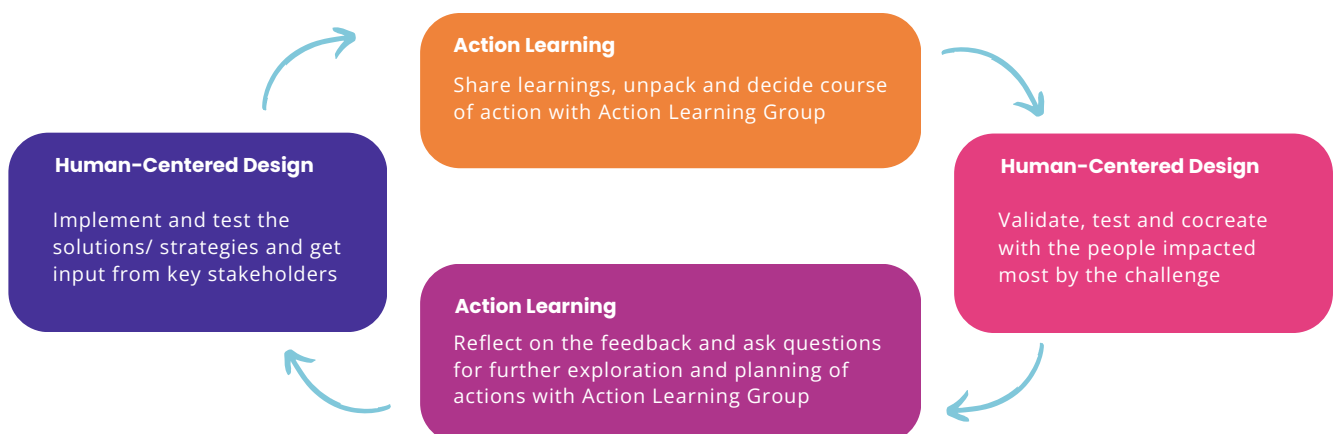 Action Learning
Share learnings, unpack and decide course
of action with Action Learning Group
Human-Centered Design
Implement and test the
solutions/ strategies and get
input from key stakeholders
Human-Centered Design
Validate, test and cocreate
with the people impacted
most by the challenge
Action Learning
Reflect on the feedback and ask questions
for further exploration and planning of
actions with Action Learning Group